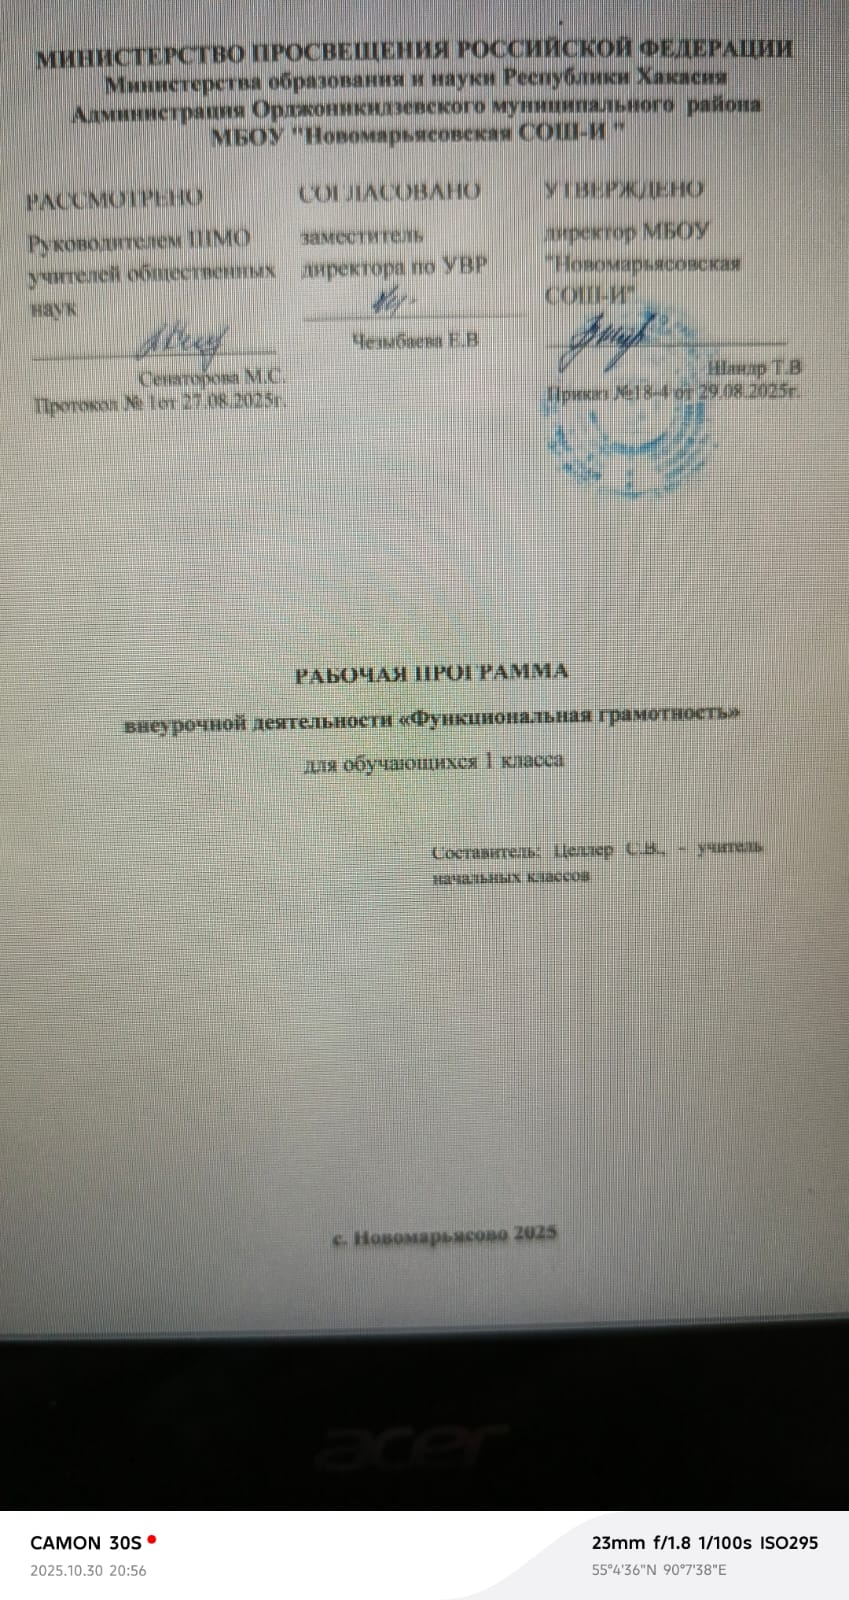 МИНИСТЕРСТВО ПРОСВЕЩЕНИЯ РОССИЙСКОЙ ФЕДЕРАЦИИ
Министерства образования и науки Республики Хакасия
Администрация Орджоникидзевского муниципального района
МБОУ "Новомарьясовская СОШ-И "
РАССМОТРЕНО
Руководителем ШМО
учителей общественных
наук
Сенаторова М.С.
Протокол № 1от 27.08.2025г.
СОГЛАСОВАНО
заместитель
директора по УВР
Чезыбаева Е.В
УТВЕРЖДЕНО
директор МБОУ
"Новомарьясовская
СОШ-И"
Шандр Т.В
Приказ №18-4 от 29.08.2025г.
РАБОЧАЯ ПРОГРАММА
внеурочной деятельности «Функциональная грамотность»
для обучающихся 1 класса
Составитель: Целлер С.В., - учитель
начальных классов
с. Новомарьясово 2025
acer
CAMON 30S
2025.10.30 20:56
23mm f/1.8 1/100s ISO295
55°4'36"N 90°7'38"E